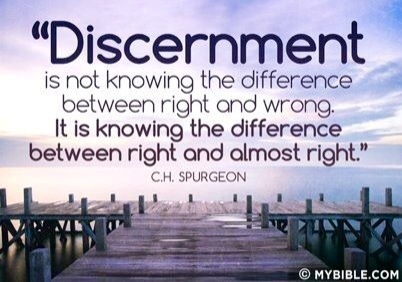 “Discernment
is not knowing the difference
between right and wrong.
It is knowing the difference
between right and almost right.”
C.H. SPURGEON
© MYBIBLE.COM